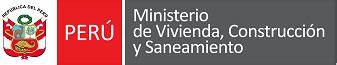 REPÚBLICA DEL PERÚ
PERÚ
Ministerio
de Vivienda, Construcción
y Saneamiento